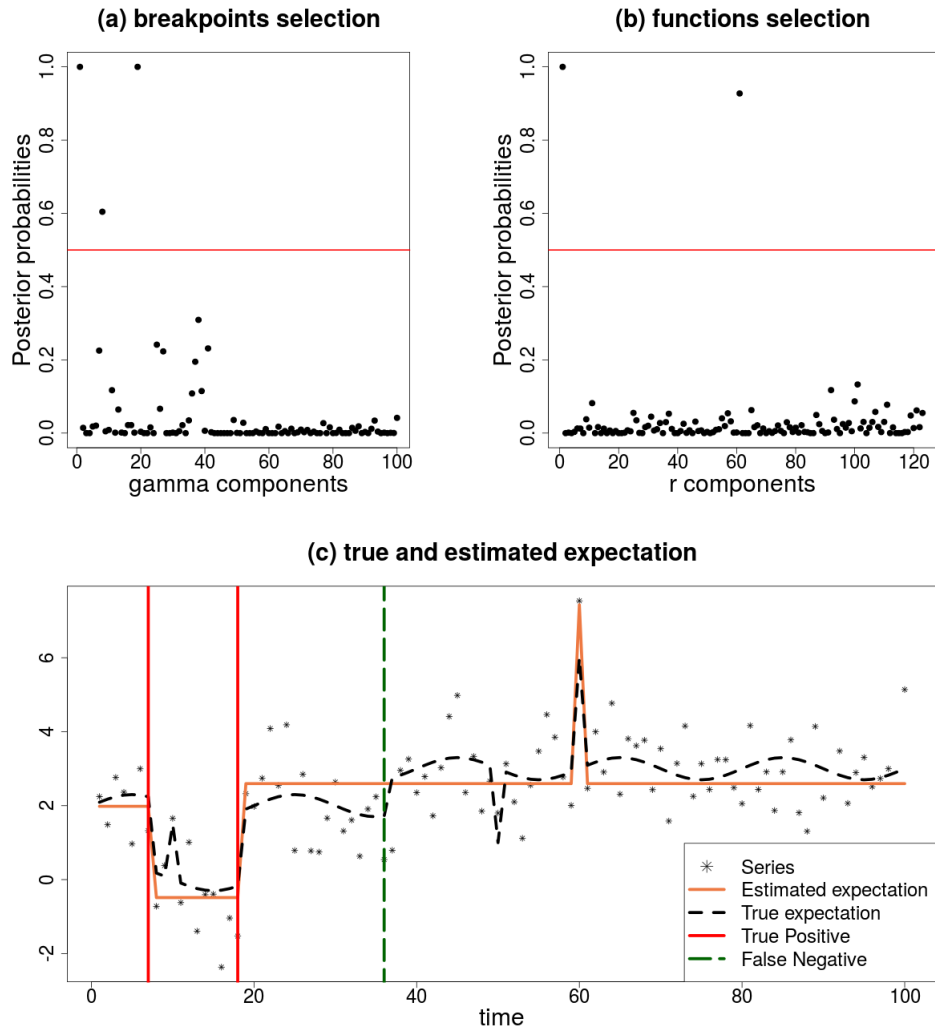 (a) breakpoints selection
(b) functions selection
Posterior probabilities
1.0
0.8
0.6
0.4
0.2
0.0
0 20 40 60 80 100
gamma components
Posterior probabilities
1.0
0.8
0.6
0.4
0.2
0.0
0 20 40 60 80 100 120
r components
(c) true and estimated expectation
6
4
2
0
2
0 20 40 60 80 100
time
Series
Estimated expectation
True expectation
True Positive
False Negative